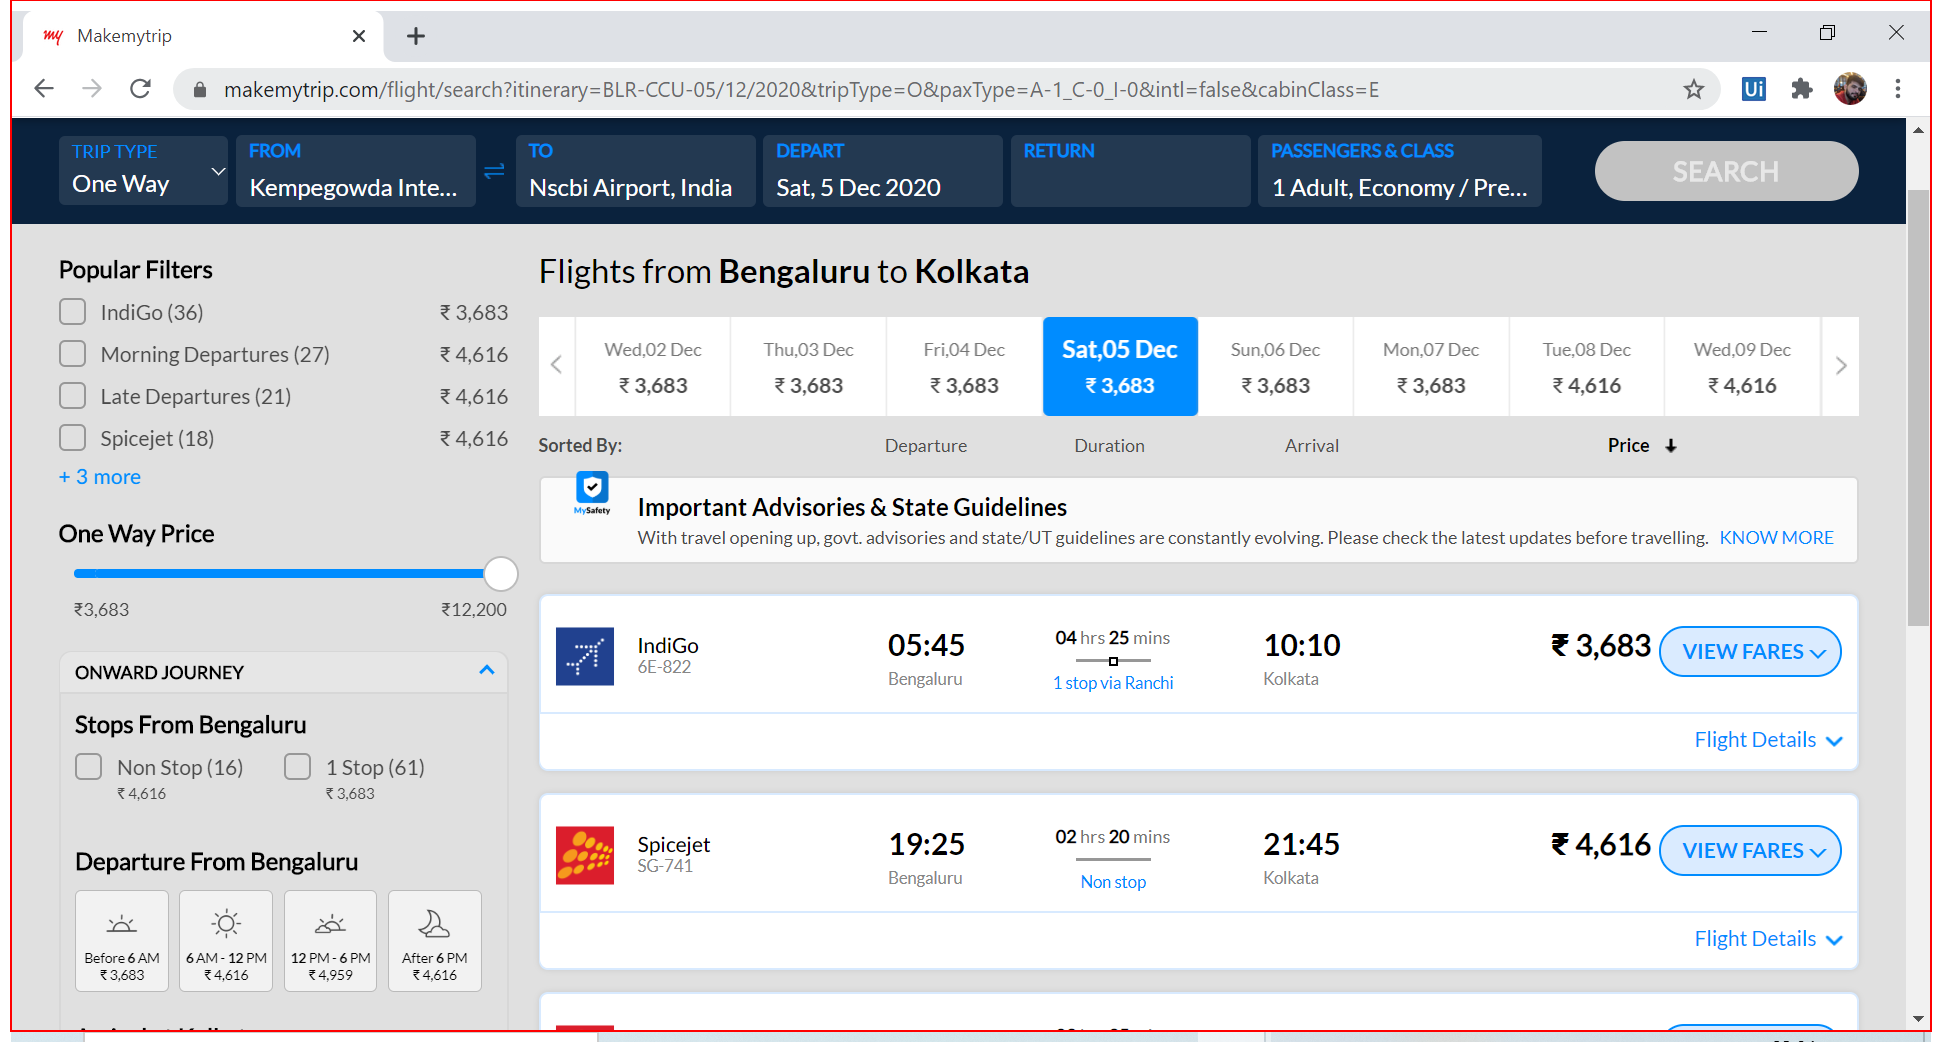 my Makemytrip
makemytrip.com/flight/search?itinerary=BLR-CCU-05/12/2020&tripType=O&paxType=A-1_C-0_I-0&intl=false&cabinClass=E
Ui
TRIP TYPE
One Way
FROM
Kempegowda Inte...
TO
Nscbi Airport, India
DEPART
Sat, 5 Dec 2020
RETURN
PASSENGERS & CLASS
1 Adult, Economy / Pre...
SEARCH
Popular Filters
IndiGo (36) ₹ 3,683
Morning Departures (27) ₹ 4,616
Late Departures (21) ₹ 4,616
Spicejet (18) ₹ 4,616
+ 3 more
One Way Price
₹3,683 ₹12,200
ONWARD JOURNEY
Stops From Bengaluru
Non Stop (16) 1 Stop (61)
₹ 4,616 ₹ 3,683
Departure From Bengaluru
Before 6 AM 6 AM - 12 PM 12 PM - 6 PM After 6 PM
₹ 3,683 ₹ 4,616 ₹ 4,959 ₹ 4,616
Flights from Bengaluru to Kolkata
Wed,02 Dec Thu,03 Dec Fri,04 Dec Sat,05 Dec Sun,06 Dec Mon,07 Dec Tue,08 Dec Wed,09 Dec
₹ 3,683 ₹ 3,683 ₹ 3,683 ₹ 3,683 ₹ 3,683 ₹ 3,683 ₹ 4,616 ₹ 4,616
Sorted By: Departure Duration Arrival Price
MySafety
Important Advisories & State Guidelines
With travel opening up, govt. advisories and state/UT guidelines are constantly evolving. Please check the latest updates before travelling. KNOW MORE
IndiGo
6E-822
05:45
Bengaluru
04 hrs 25 mins
1 stop via Ranchi
10:10
Kolkata
₹ 3,683
VIEW FARES
Flight Details
Spicejet
SG-741
19:25
Bengaluru
02 hrs 20 mins
Non stop
21:45
Kolkata
₹ 4,616
VIEW FARES
Flight Details